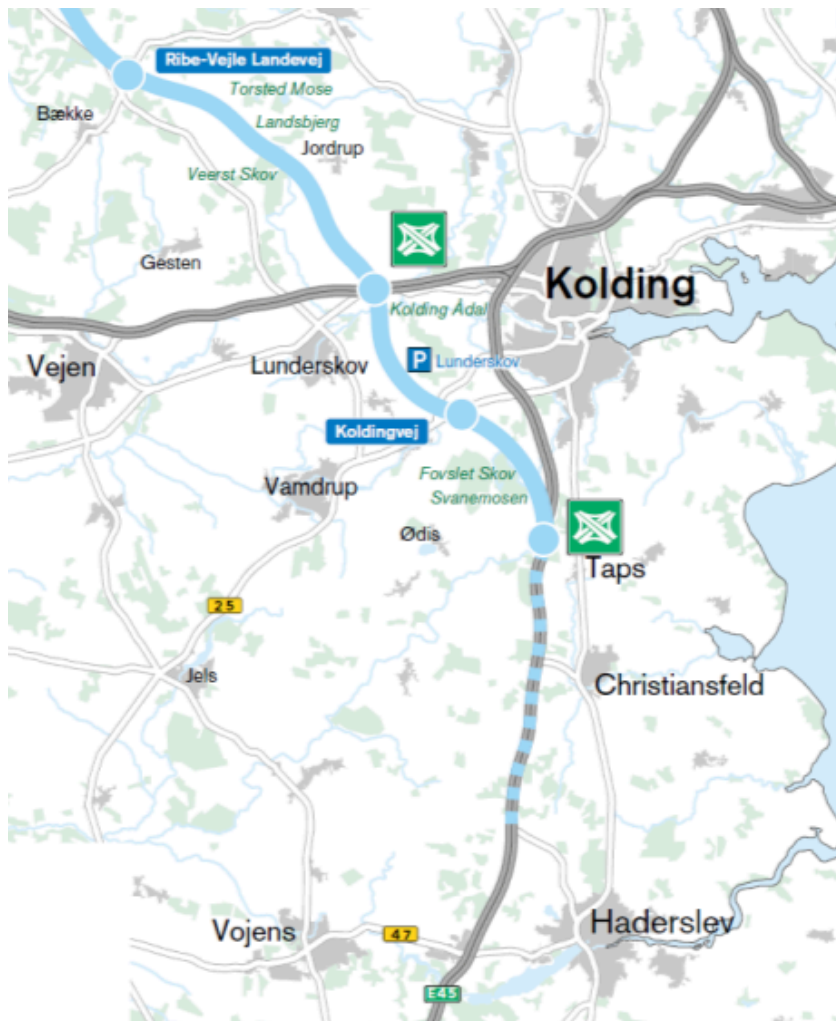 Ribe-Vejle Landevej
Torsted Mose
Bække
Landsbjerg
Jordrup
Veerst Skov
Gesten
Kolding
Kolding Ådal
Vejen
Lunderskov
P Lunderskov
Koldingvej
Fovslet Skov
Svanemosen
Vamdrup
Ødis
Taps
25
Jels
Christiansfeld
Haderslev
Vojens
47
E45